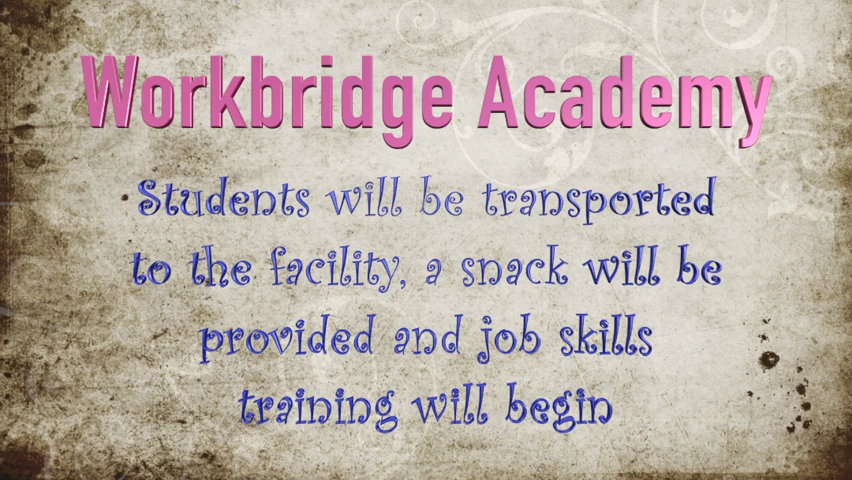 Workbridge Academy
Students will be transported
to the facility, a snack will be
provided and job skills
training will begin